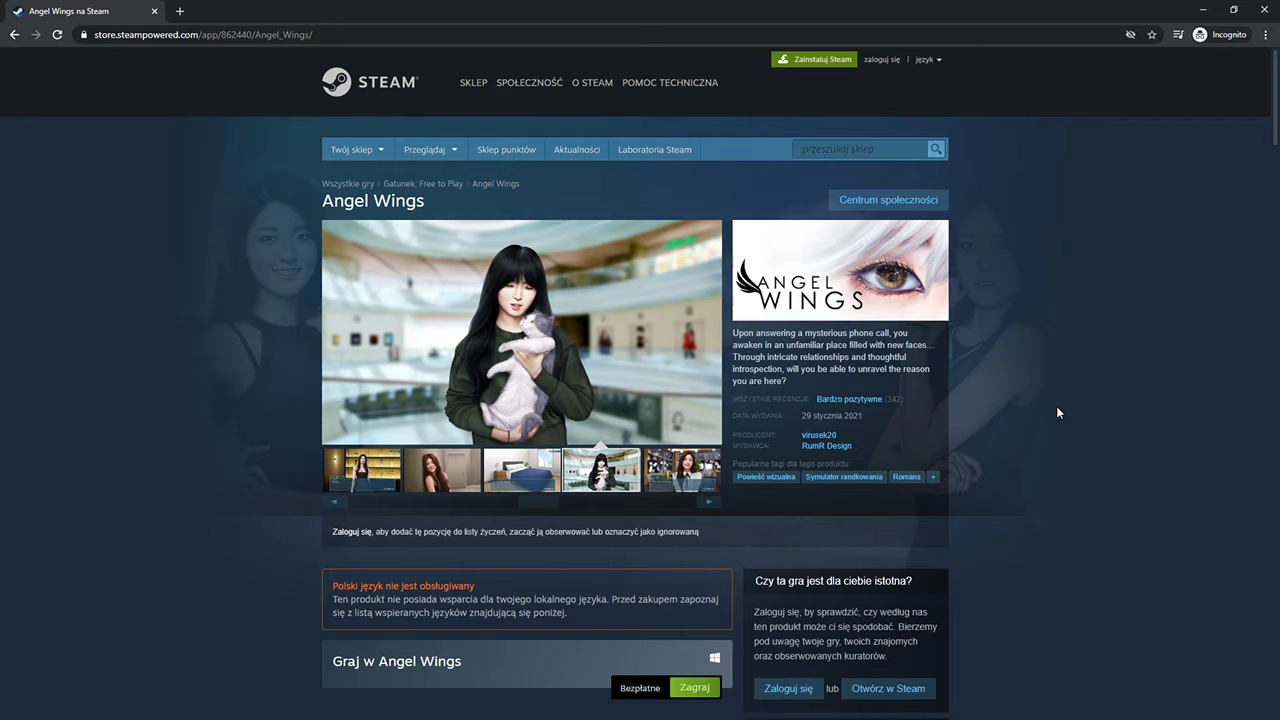 Angel Wings na Steam
store.steampowered.com/app/862440/Angel_Wings/
Incognito
Zainstaluj Steam
zaloguj się | język
STEAM
SKLEP SPOŁECZNOŚĆ O STEAM POMOC TECHNICZNA
Twój sklep Przeglądaj Sklep punktów Aktualności Laboratoria Steam
przeszukaj sklep
Wszystkie gry > Gatunek: Free to Play > Angel Wings
Angel Wings
Centrum społeczności
ANGEL
WINGS
Upon answering a mysterious phone call, you
awaken in an unfamiliar place filled with new faces...
Through intricate relationships and thoughtful
introspection, will you be able to unravel the reason
you are here?
WSZYSTKIE RECENZJE: Bardzo pozytywne (342)
DATA WYDANIA: 29 stycznia 2021
PRODUCENT: virusek20
WYDAWCA: RumR Design
Popularne tagi dla tego produktu:
Powieść wizualna Symulator randkowania Romans +
Zaloguj się, aby dodać tę pozycję do listy życzeń, zacząć ją obserwować lub oznaczyć jako ignorowaną
Polski język nie jest obsługiwany
Ten produkt nie posiada wsparcia dla twojego lokalnego języka. Przed zakupem zapoznaj
się z listą wspieranych języków znajdującą się poniżej.
Graj w Angel Wings
Bezpłatne Zagraj
Czy ta gra jest dla ciebie istotna?
Zaloguj się, by sprawdzić, czy według nas
ten produkt może ci się spodobać. Bierzemy
pod uwagę twoje gry, twoich znajomych
oraz obserwowanych kuratorów.
Zaloguj się lub Otwórz w Steam